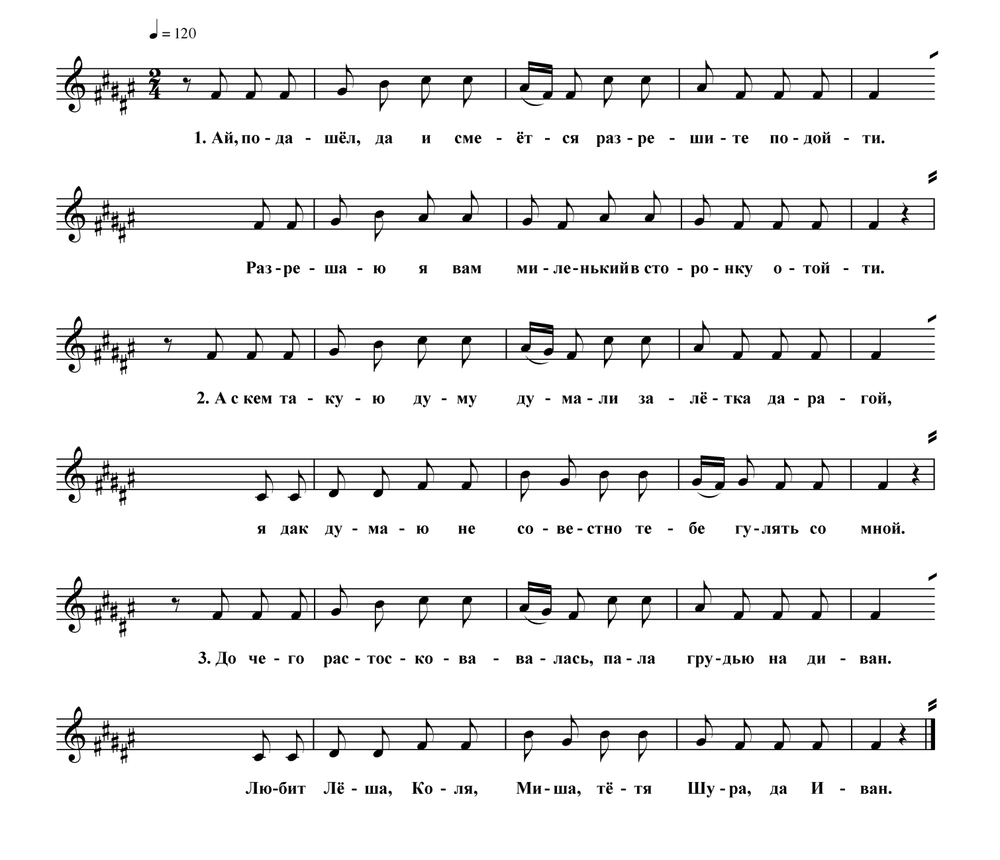 = 120
1. Ай, по - да - шёл, да и сме - ёт - ся раз - ре - ши - те по - дой - ти.
Раз - ре - ша - ю я вам ми - ле - нький в сто - ро - нку о - той - ти.
2. А с кем та - ку - ю ду - му ду - ма - ли за - лё - тка да - ра - гой,
я дак ду - ма - ю не со - ве - стно те - бе гу - лять со мной.
3. До че - го рас - тос - ко - ва - ва - лась, па - ла гру - дью на ди - ван.
Лю - бит Лё - ша, Ко - ля, Ми - ша, тё - тя Шу - ра, да И - ван.